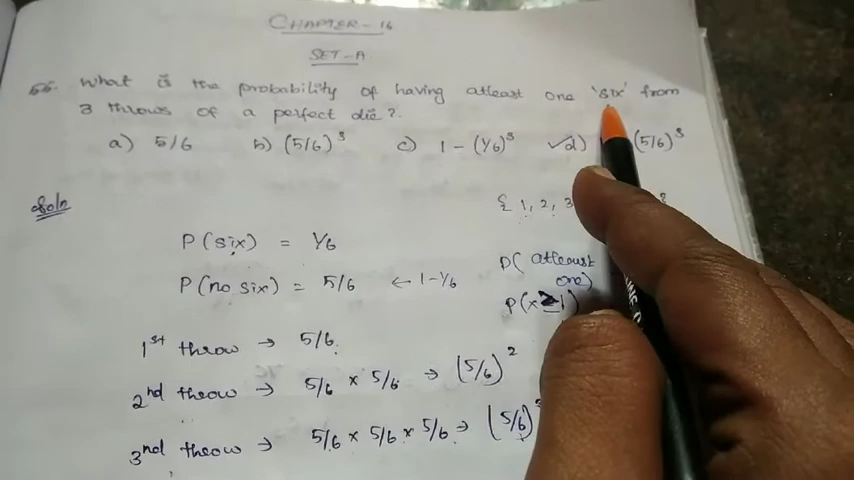 CHAPTER-16
SET-A
What is the probability of having atleast one 'six' from
3 throws of a perfect die?.
a) 5/6 b) (5/6)³ c) 1 - (1/6)³ ✓d) (5/6)³
Soln
{ 1, 2, 3
P(six) = 1/6
P(no six) = 5/6 ← 1-1/6
P( atleast
one)
P(x≥1)
1st throw → 5/6.
2nd throw → 5/6 × 5/6. → (5/6)²
3nd throw → 5/6 × 5/6 × 5/6. → (5/6)